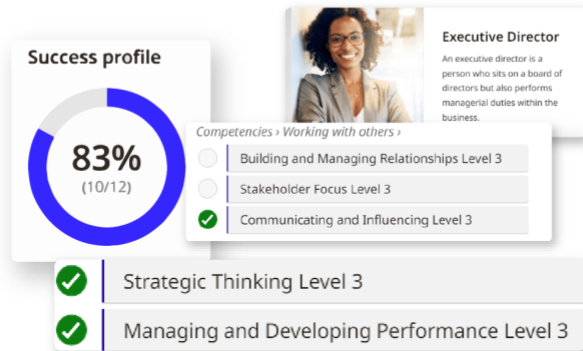 Success profile
83%
(10/12)
Executive Director
An executive director is a
person who sits on a board of
directors but also performs
managerial duties within the
business.
Competencies › Working with others ›
Building and Managing Relationships Level 3
Stakeholder Focus Level 3
Communicating and Influencing Level 3
Strategic Thinking Level 3
Managing and Developing Performance Level 3